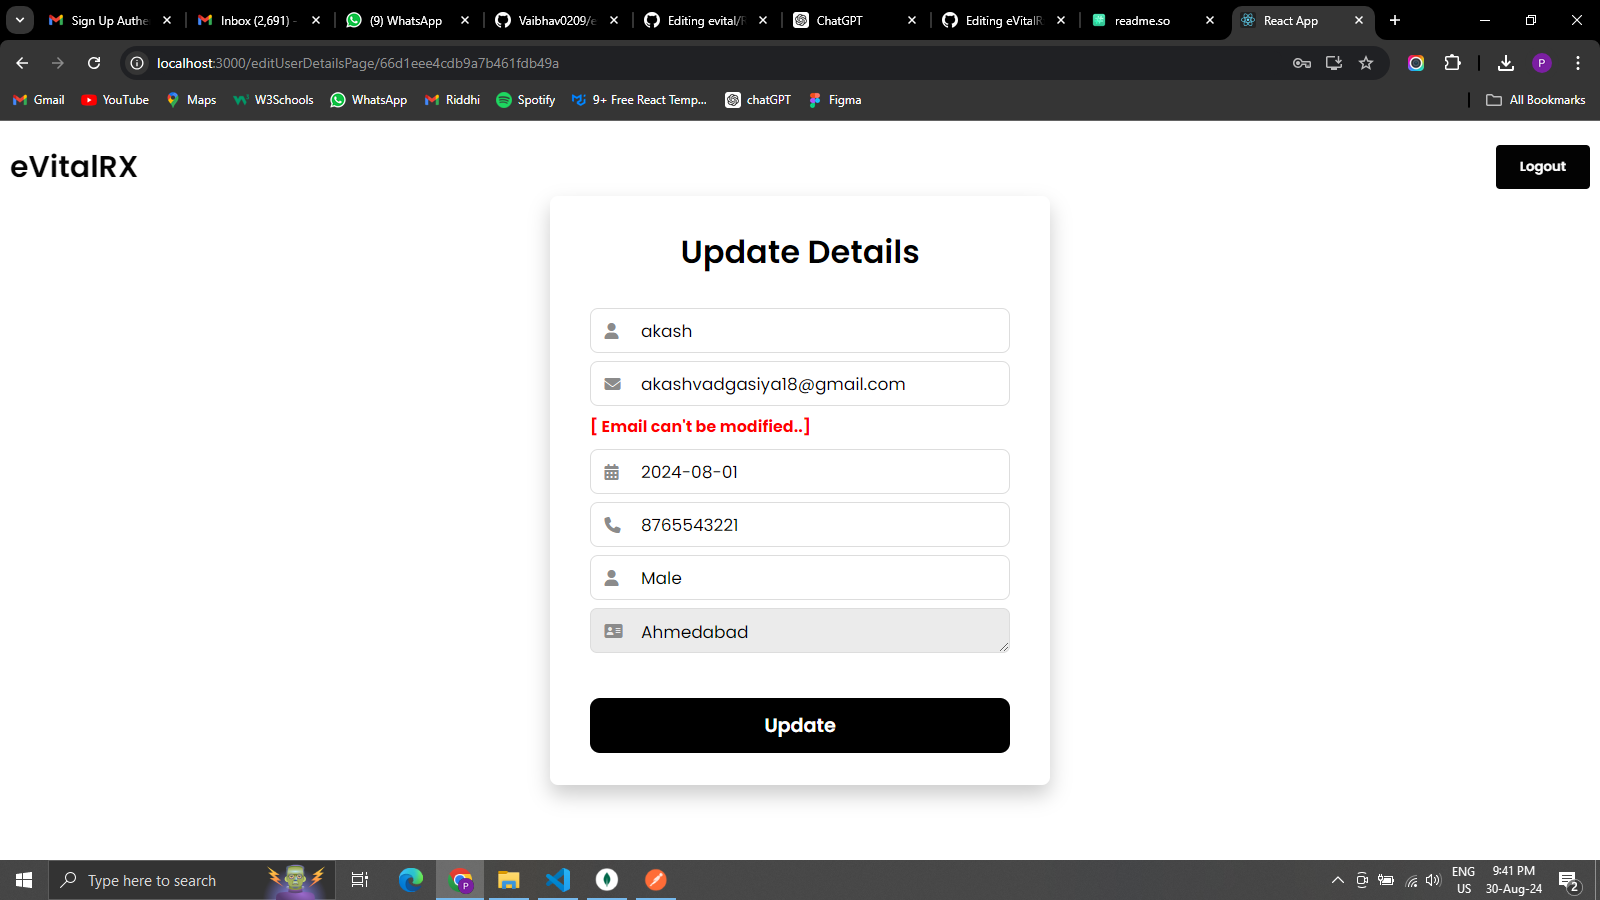 Sign Up Authe
Inbox (2,691) -
(9) WhatsApp
Vaibhav0209/e
Editing evital/R
ChatGPT
Editing eVitalR
readme.so
React App
localhost:3000/editUserDetailsPage/66d1eee4cdb9a7b461fdb49a
P
Gmail
YouTube
Maps
W3Schools
WhatsApp
Riddhi
Spotify
9+ Free React Temp...
chatGPT
Figma
All Bookmarks
eVitalRX
Logout
Update Details
akash
akashvadgasiya18@gmail.com
[ Email can't be modified..]
2024-08-01
8765543221
Male
Ahmedabad
Update
Type here to search
P
ENG
US
9:41 PM
30-Aug-24
2